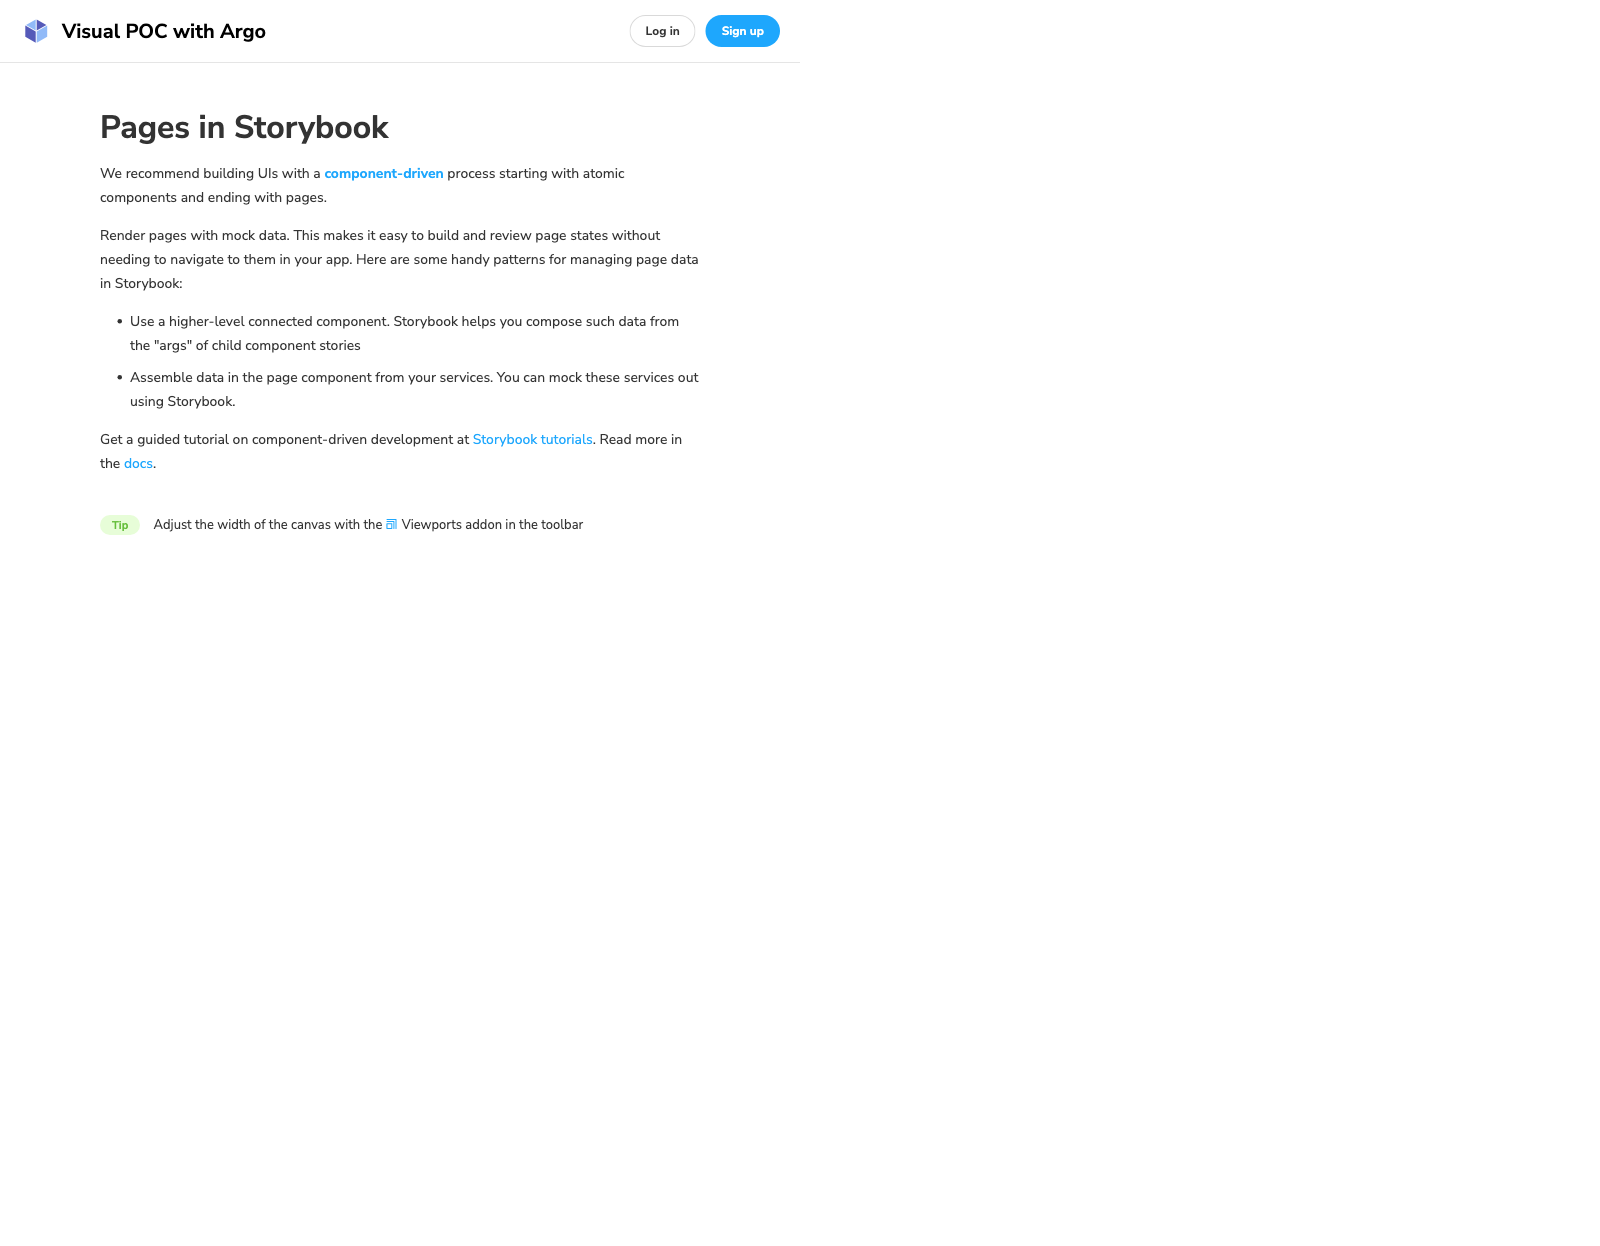 Visual POC with Argo
Log in
Sign up
Pages in Storybook
We recommend building UIs with a component-driven process starting with atomic
components and ending with pages.
Render pages with mock data. This makes it easy to build and review page states without
needing to navigate to them in your app. Here are some handy patterns for managing page data
in Storybook:
• Use a higher-level connected component. Storybook helps you compose such data from
the "args" of child component stories
• Assemble data in the page component from your services. You can mock these services out
using Storybook.
Get a guided tutorial on component-driven development at Storybook tutorials. Read more in
the docs.
Tip Adjust the width of the canvas with the Viewports addon in the toolbar